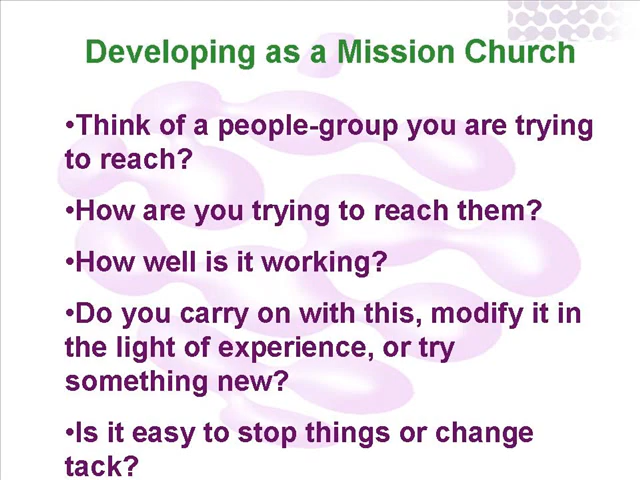 Developing as a Mission Church
•Think of a people-group you are trying
to reach?
•How are you trying to reach them?
•How well is it working?
•Do you carry on with this, modify it in
the light of experience, or try
something new?
•Is it easy to stop things or change
tack?